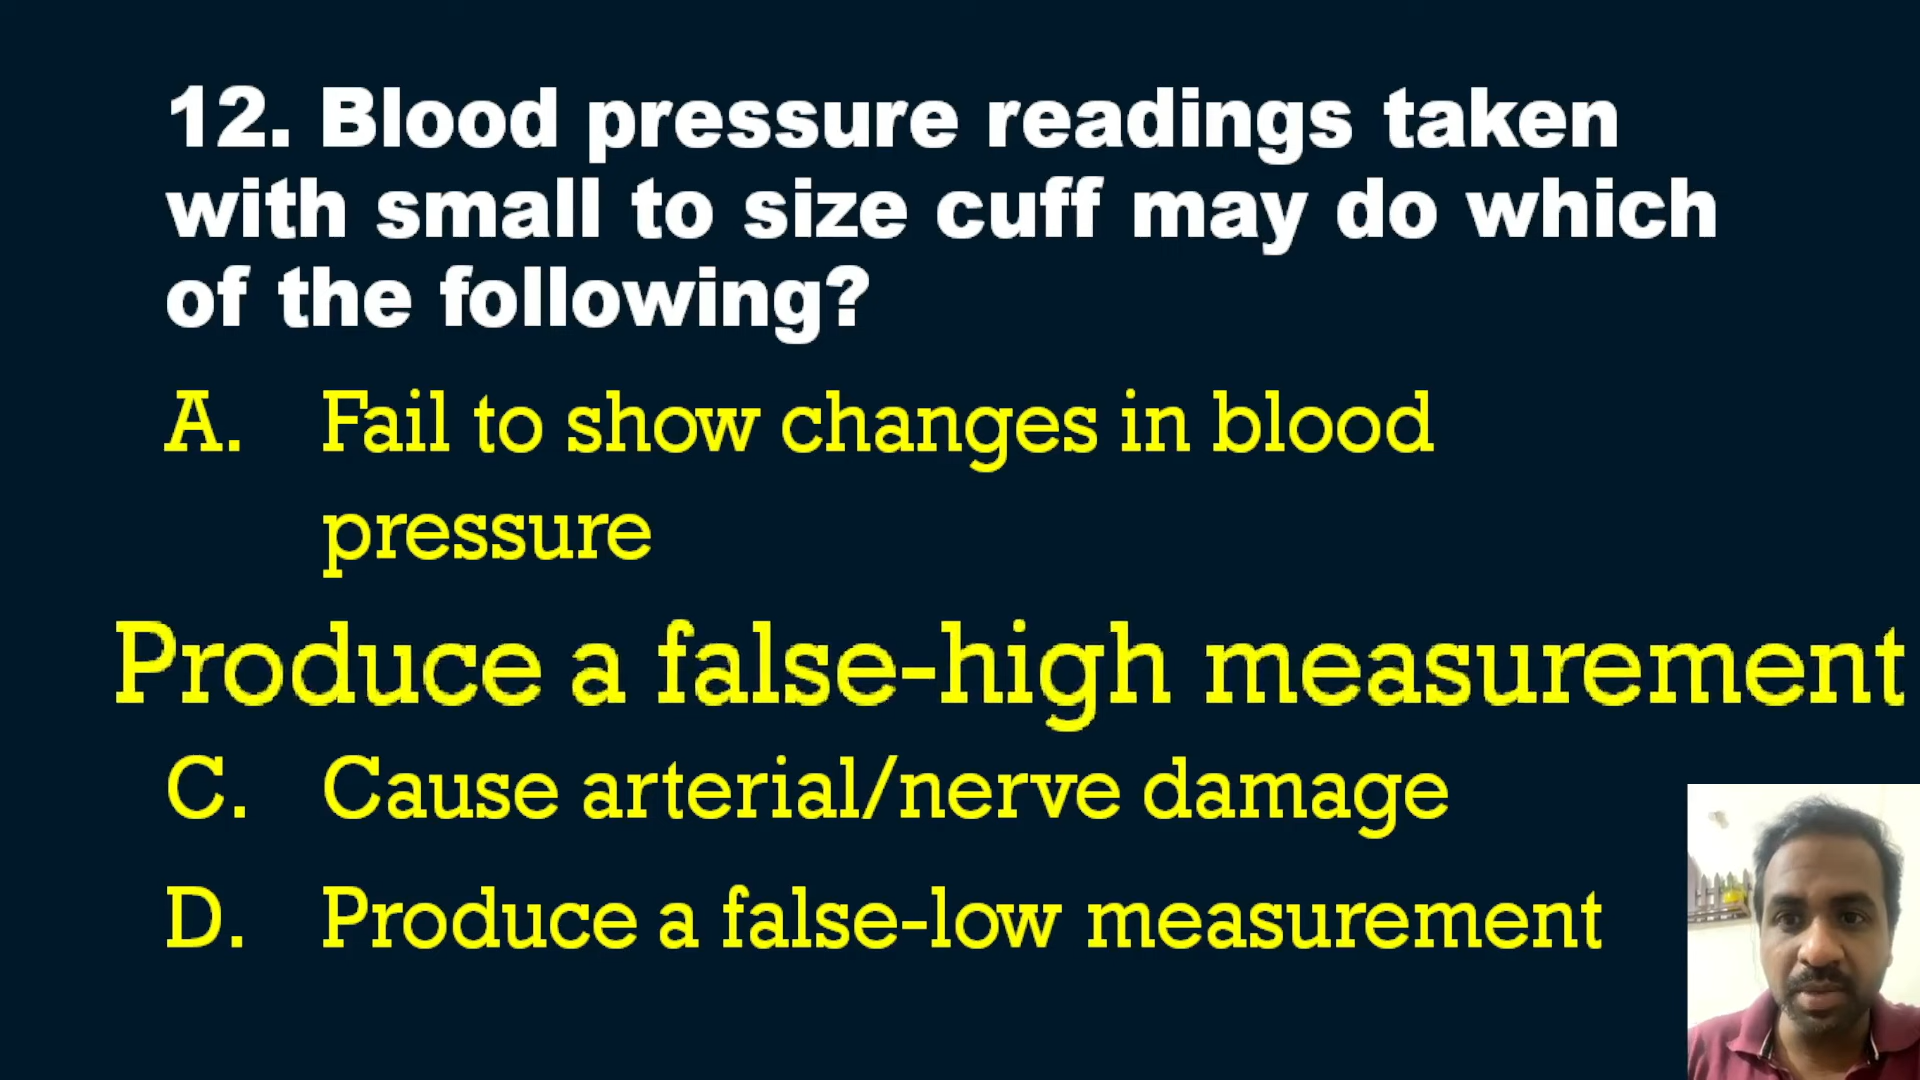 12. Blood pressure readings taken
with small to size cuff may do which
of the following?
A. Fail to show changes in blood
pressure
Produce a false-high measurement
C. Cause arterial/nerve damage
D. Produce a false-low measurement